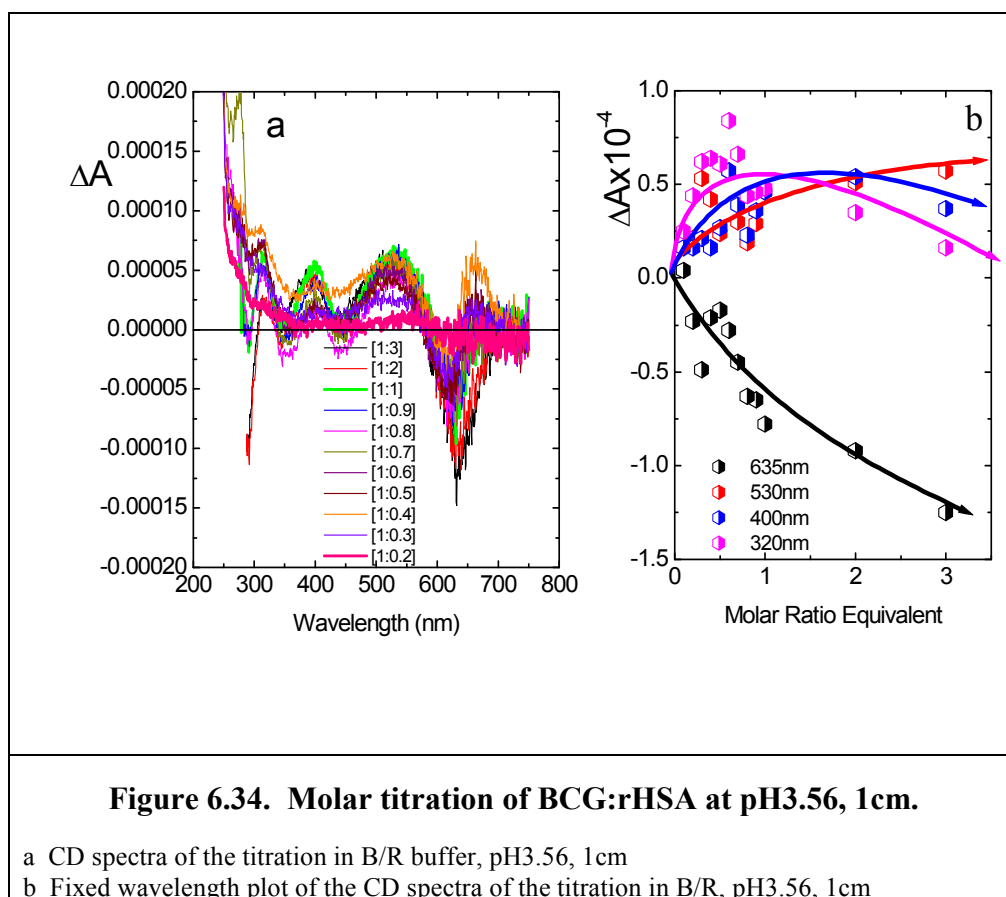 0.00020
0.00015
0.00010
0.00005
0.00000
-0.00005
-0.00010
-0.00015
-0.00020
ΔA
a
[1:3]
[1:2]
[1:1]
[1:0.9]
[1:0.8]
[1:0.7]
[1:0.6]
[1:0.5]
[1:0.4]
[1:0.3]
[1:0.2]
200 300 400 500 600 700 800
Wavelength (nm)
1.0
0.5
0.0
-0.5
-1.0
-1.5
ΔAx10⁻⁴
b
635nm
530nm
400nm
320nm
0 1 2 3
Molar Ratio Equivalent
Figure 6.34. Molar titration of BCG:rHSA at pH3.56, 1cm.
a CD spectra of the titration in B/R buffer, pH3.56, 1cm
b Fixed wavelength plot of the CD spectra of the titration in B/R, pH3.56, 1cm